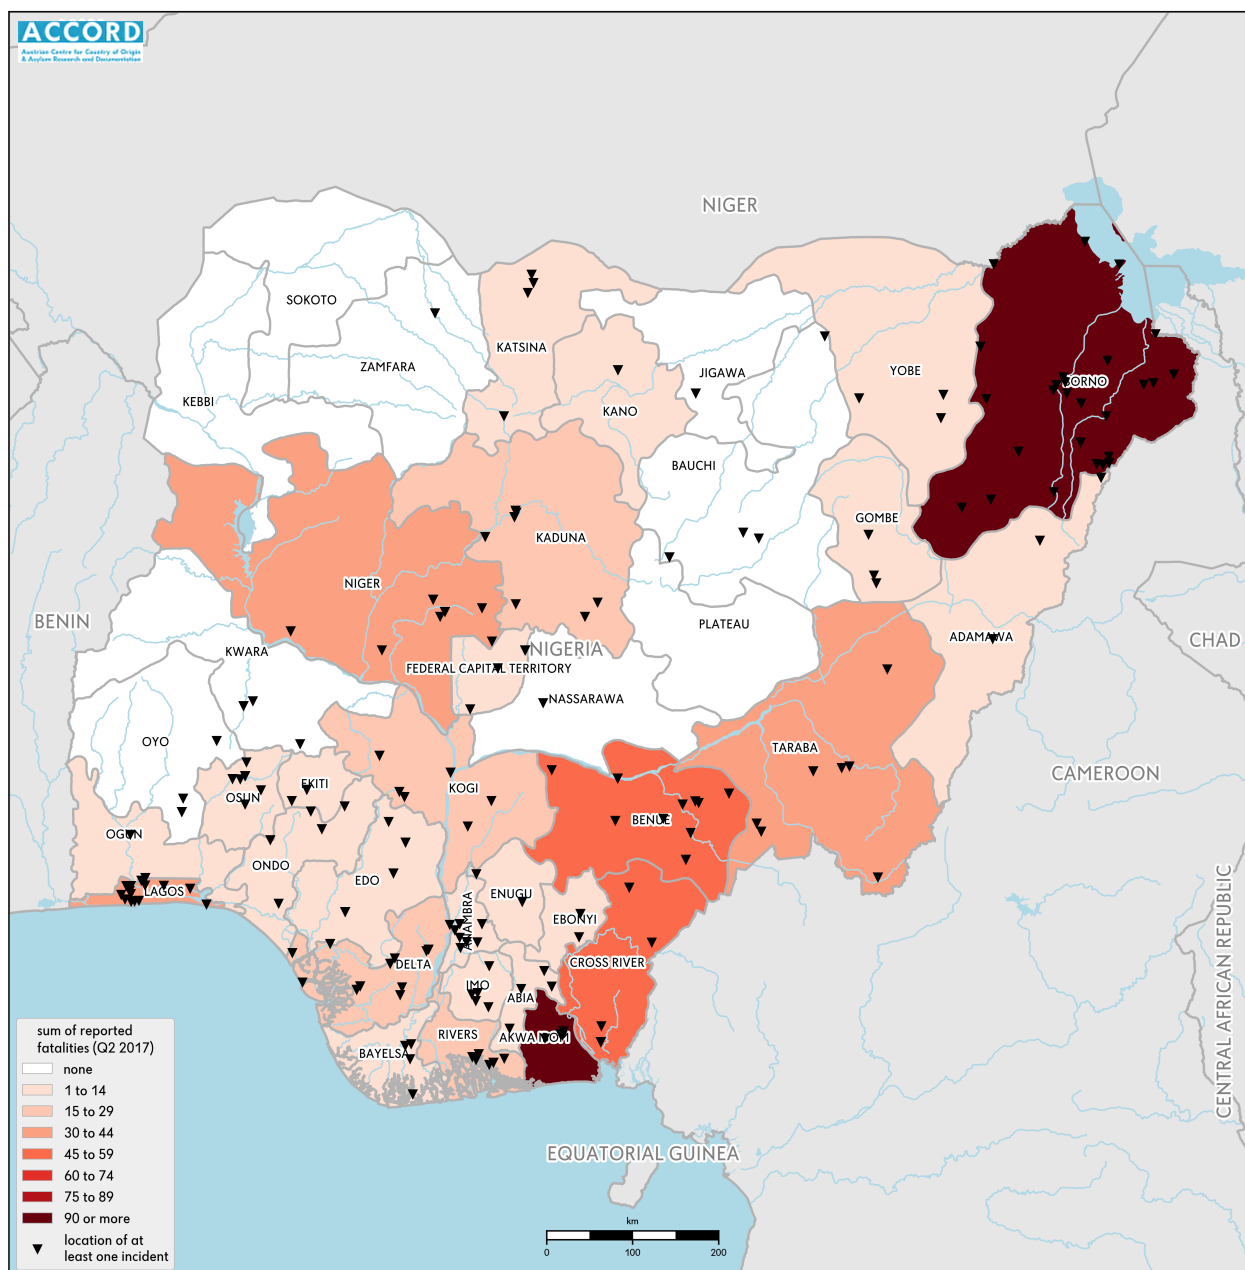 ACCORD
Austrian Centre for Country of Origin
& Asylum Research and Documentation
NIGER
SOKOTO
KATSINA
ZAMFARA
JIGAWA
YOBE
BORNO
KEBBI
KANO
BAUCHI
GOMBE
KADUNA
NIGER
BENIN
PLATEAU
ADAMAWA
CHAD
KWARA
NIGERIA
FEDERAL CAPITAL TERRITORY
NASSARAWA
OYO
TARABA
CAMEROON
EKITI
KOGI
OSUN
BENUE
OGUN
ONDO
EDO
LAGOS
ENUGU
ANAMBRA
EBONYI
DELTA
CROSS RIVER
IMO
ABIA
RIVERS
AKWA IBOM
BAYELSA
CENTRAL AFRICAN REPUBLIC
EQUATORIAL GUINEA
sum of reported
fatalities (Q2 2017)
none
1 to 14
15 to 29
30 to 44
45 to 59
60 to 74
75 to 89
90 or more
location of at
least one incident
km
0 100 200